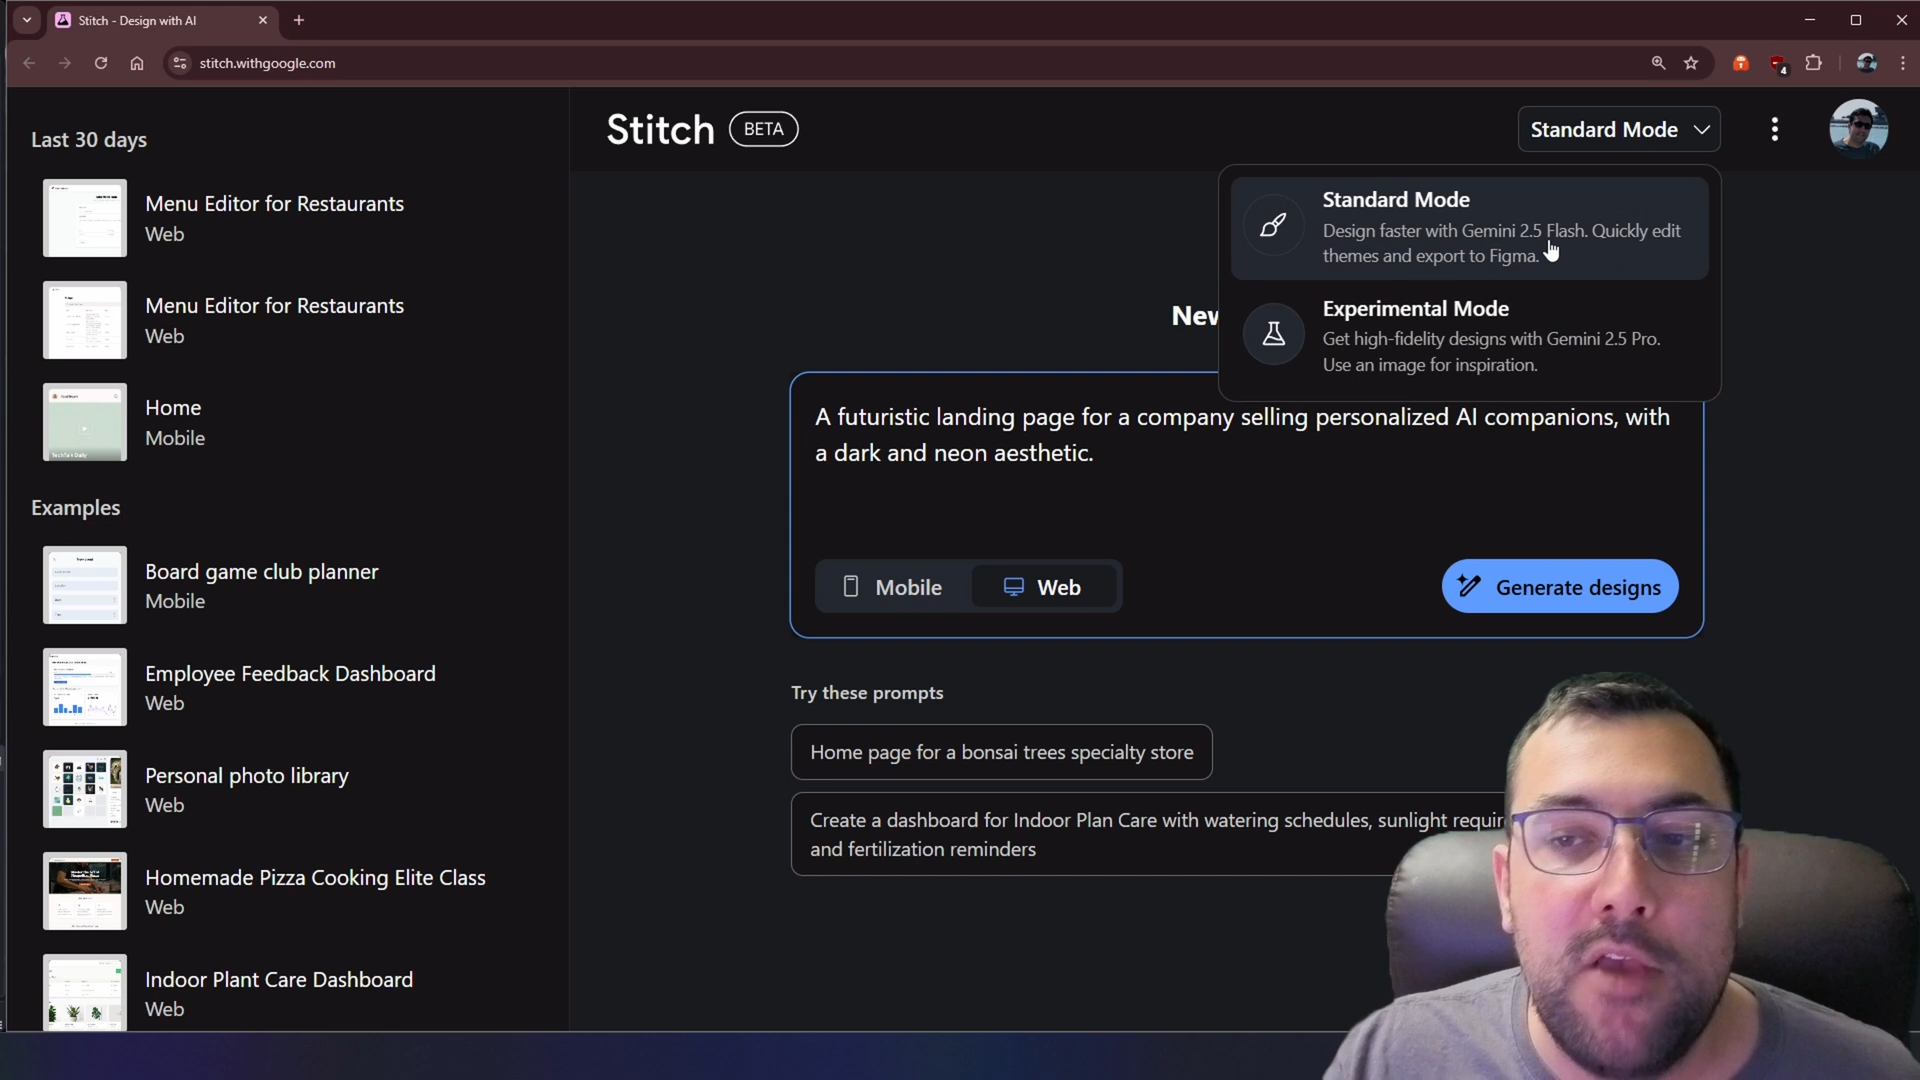 Stitch - Design with AI
stitch.withgoogle.com
4
Last 30 days
Menu Editor for Restaurants
Web
Menu Editor for Restaurants
Web
Home
Mobile
Examples
Board game club planner
Mobile
Employee Feedback Dashboard
Web
Personal photo library
Web
Homemade Pizza Cooking Elite Class
Web
Indoor Plant Care Dashboard
Web
Stitch BETA
Standard Mode
Standard Mode
Design faster with Gemini 2.5 Flash. Quickly edit
themes and export to Figma.
Experimental Mode
Get high-fidelity designs with Gemini 2.5 Pro.
Use an image for inspiration.
New
A futuristic landing page for a company selling personalized AI companions, with
a dark and neon aesthetic.
Mobile
Web
Generate designs
Try these prompts
Home page for a bonsai trees specialty store
Create a dashboard for Indoor Plan Care with watering schedules, sunlight requir
and fertilization reminders